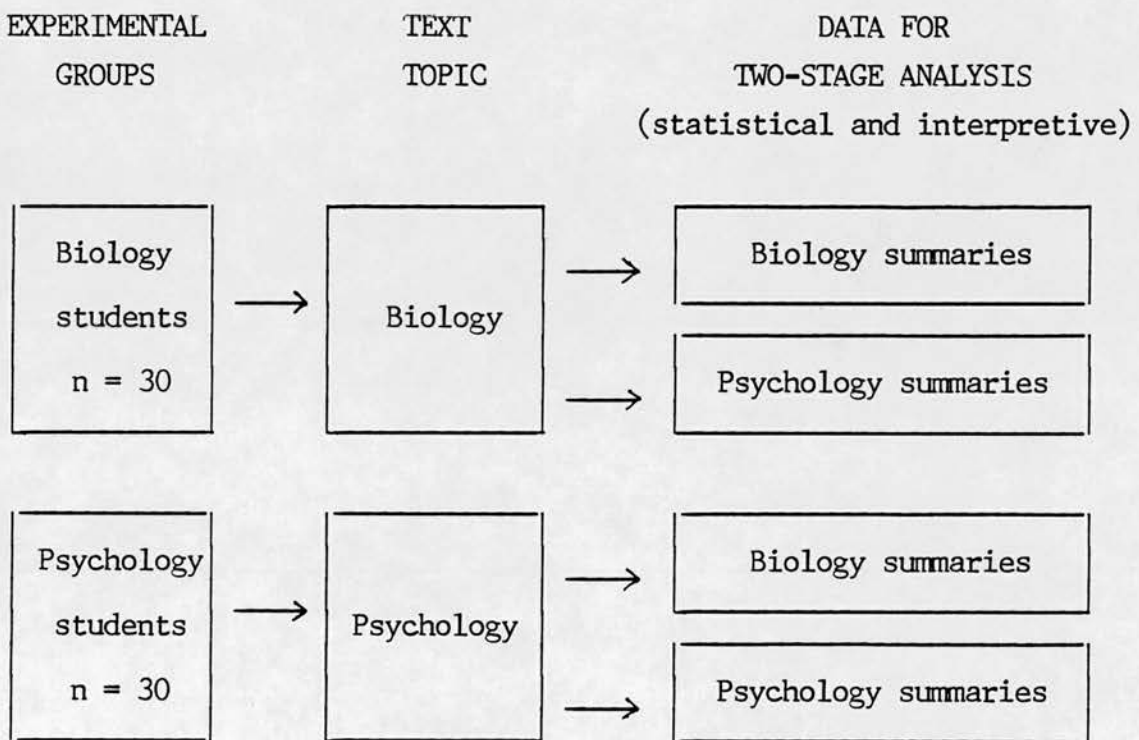 EXPERIMENTAL
GROUPS
TEXT
TOPIC
DATA FOR
TWO-STAGE ANALYSIS
(statistical and interpretive)
Biology
students
n = 30
Biology
Biology summaries
Psychology summaries
Psychology
students
n = 30
Psychology
Biology summaries
Psychology summaries